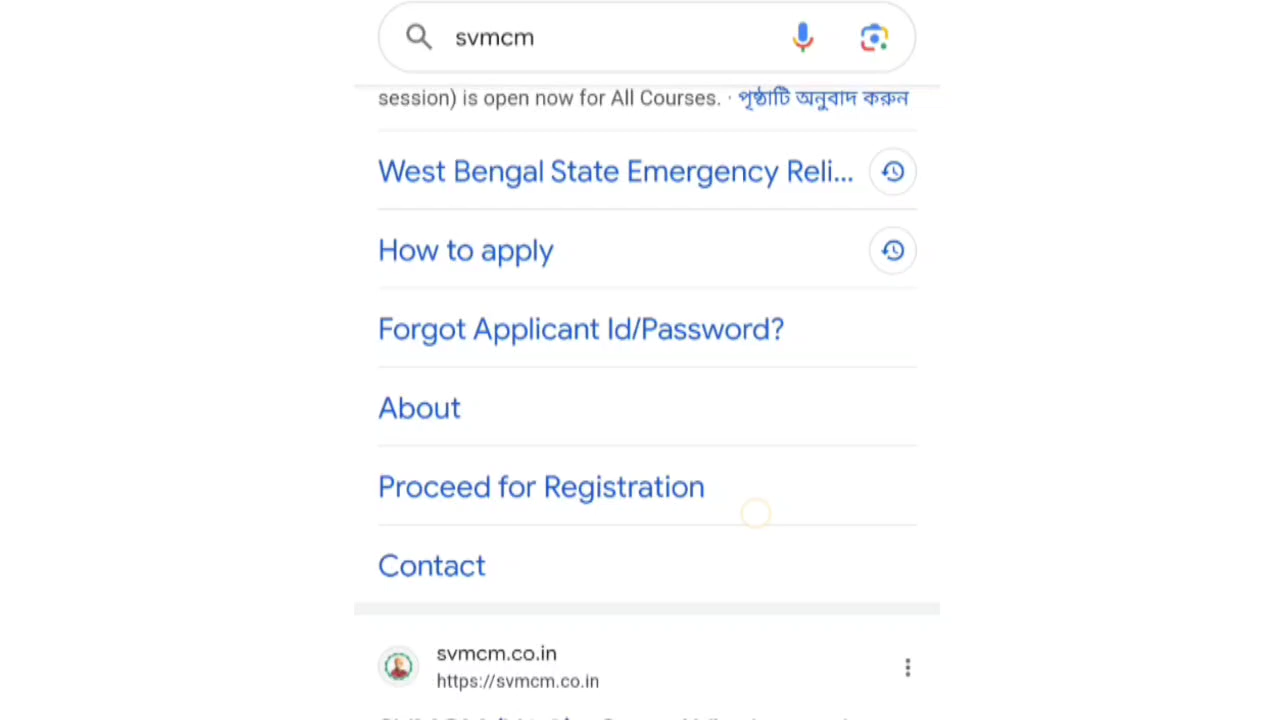 svmcm
session) is open now for All Courses. · পৃষ্ঠাটি অনুবাদ করুন
West Bengal State Emergency Reli...
How to apply
Forgot Applicant Id/Password?
About
Proceed for Registration
Contact
svmcm.co.in
https://svmcm.co.in